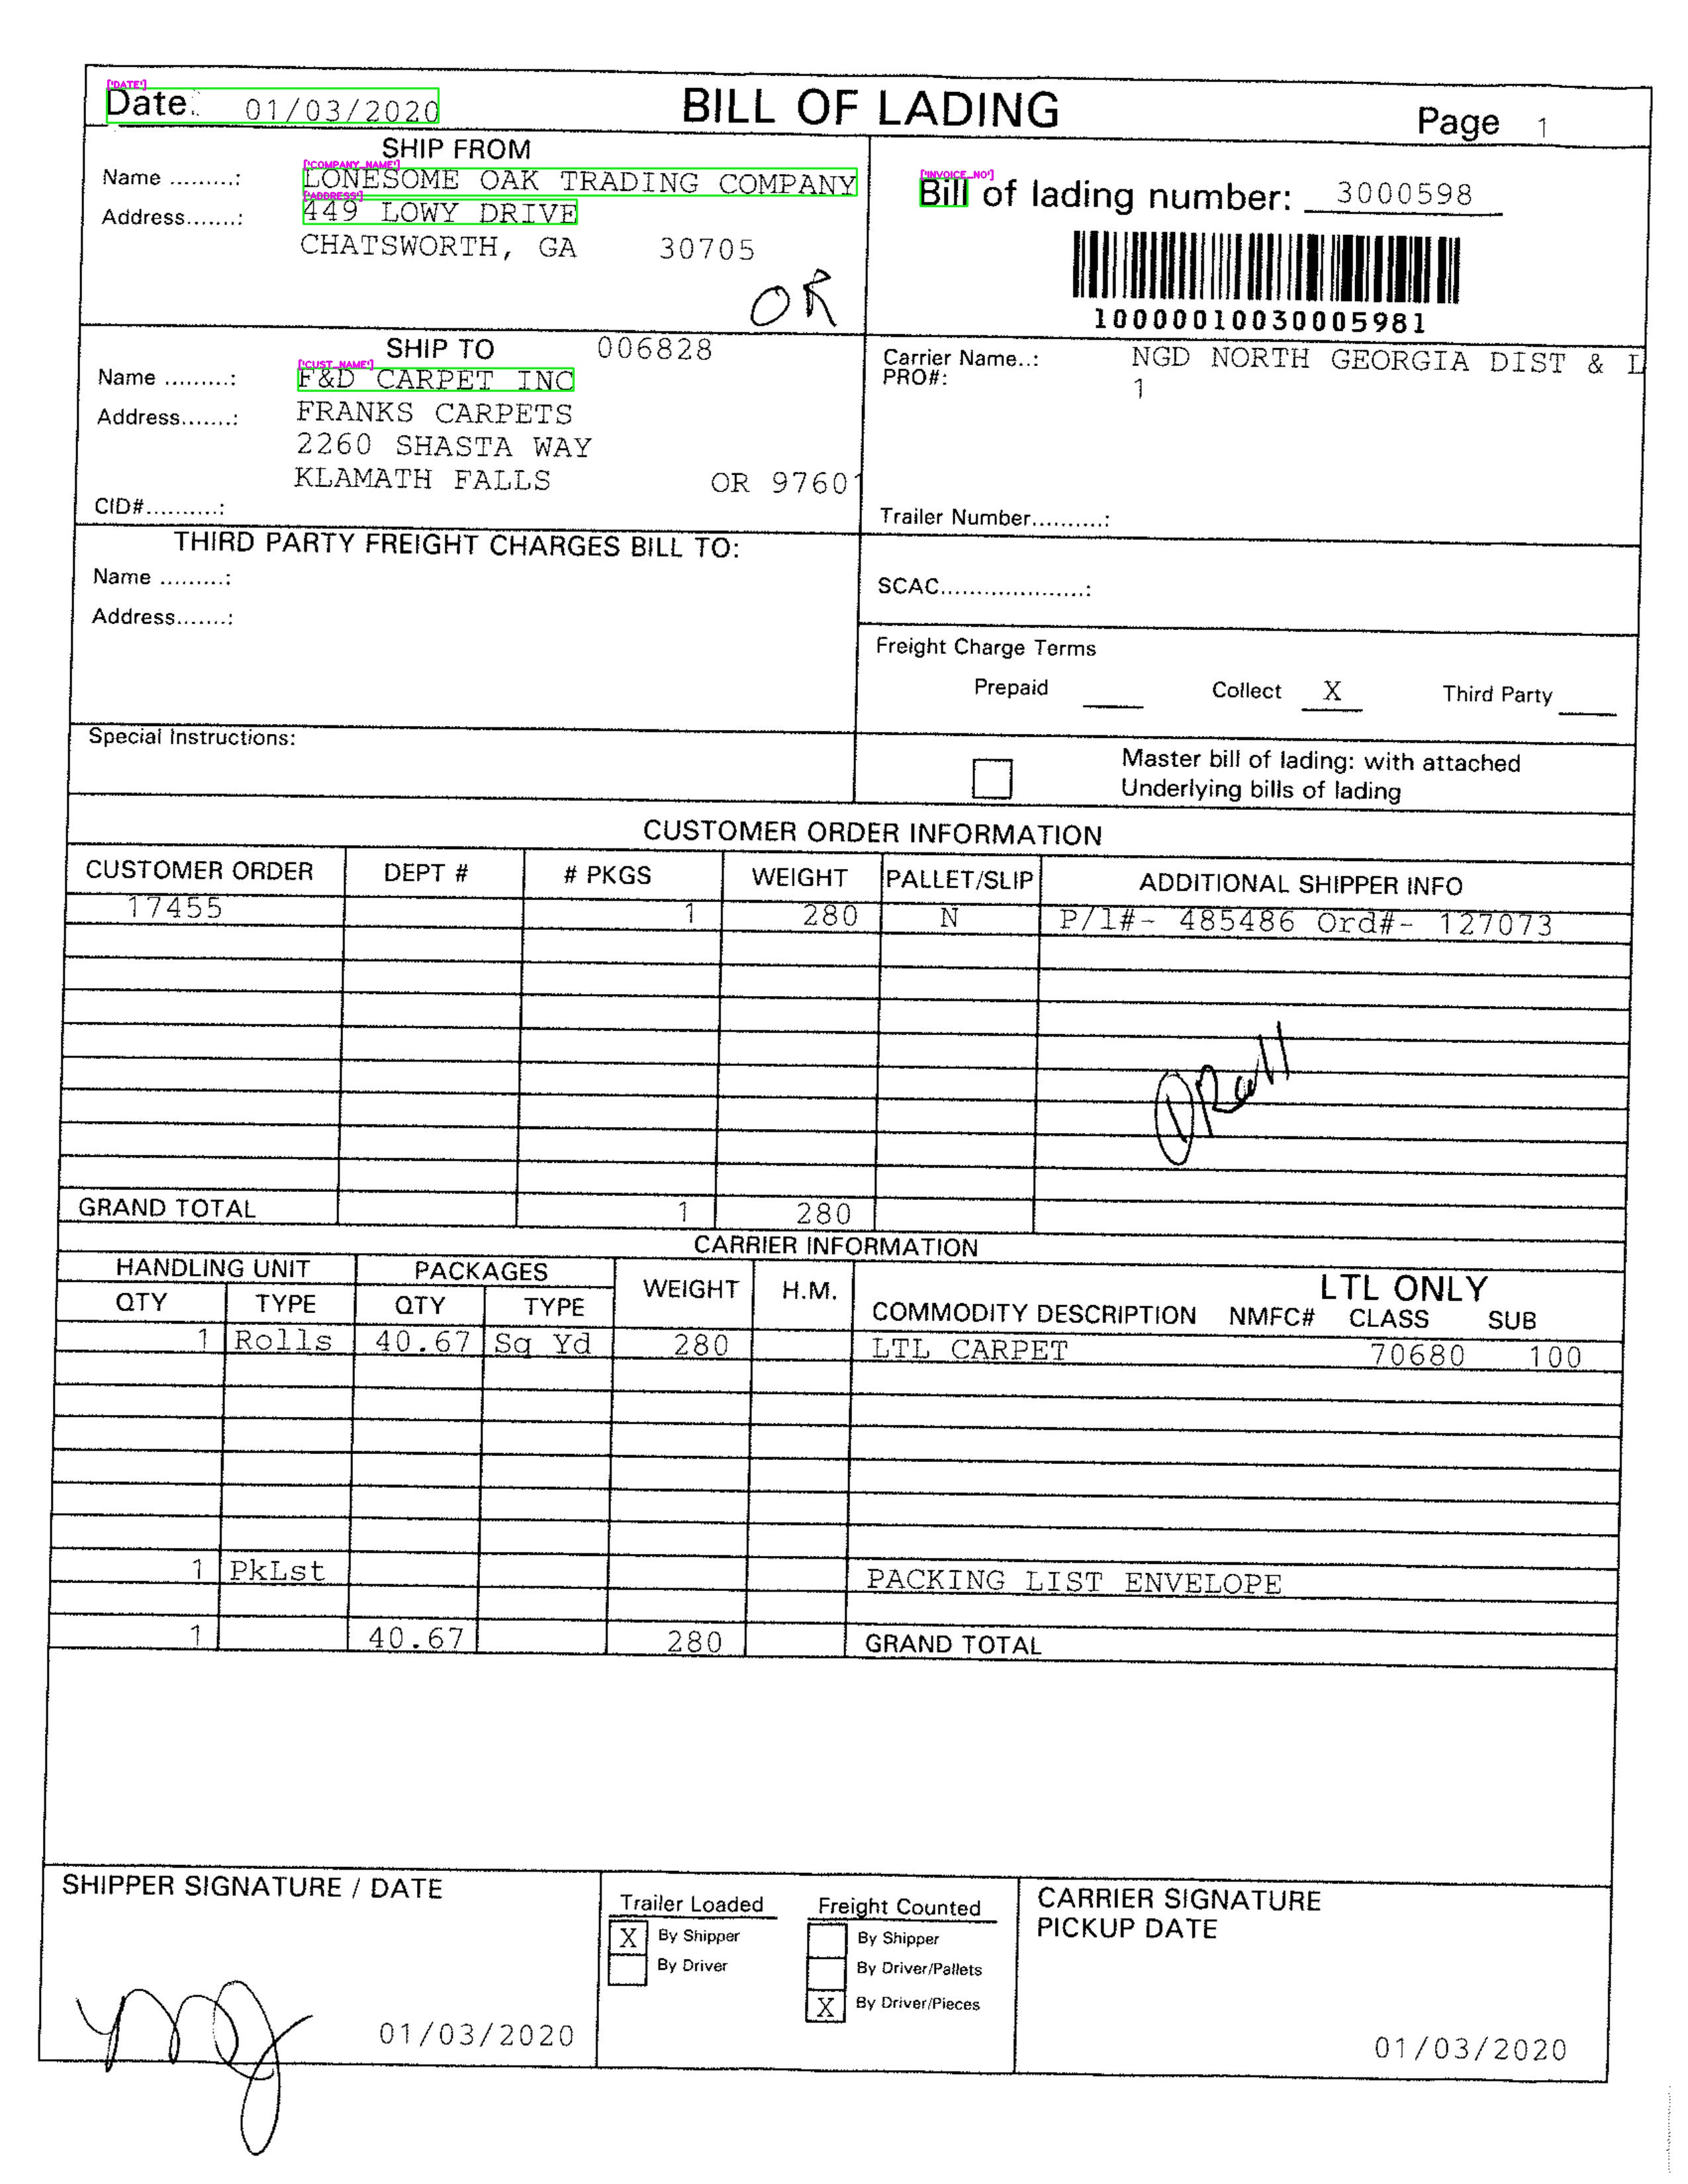 ['DATE']
Date: 01/03/2020 BILL OF LADING Page 1
SHIP FROM
['COMPANY_NAME']
Name .........: LONESOME OAK TRADING COMPANY
['ADDRESS']
Address.......: 449 LOWY DRIVE
CHATSWORTH, GA 30705
OR
['INVOICE_NO']
Bill of lading number: 3000598
10000010030005981
SHIP TO 006828
['CUST_NAME']
Name .........: F&D CARPET INC
Address.......: FRANKS CARPETS
2260 SHASTA WAY
KLAMATH FALLS OR 97601
CID#..........:
Carrier Name..: NGD NORTH GEORGIA DIST & L
PRO#: 1
Trailer Number..........:
THIRD PARTY FREIGHT CHARGES BILL TO:
Name .........:
Address.......:
SCAC....................:
Freight Charge Terms
Prepaid Collect X Third Party
Special Instructions:
Master bill of lading: with attached
Underlying bills of lading
CUSTOMER ORDER INFORMATION
CUSTOMER ORDER DEPT # # PKGS WEIGHT PALLET/SLIP ADDITIONAL SHIPPER INFO
17455 1 280 N P/l#- 485486 Ord#- 127073
GRAND TOTAL 1 280
CARRIER INFORMATION
HANDLING UNIT PACKAGES WEIGHT H.M. LTL ONLY
QTY TYPE QTY TYPE COMMODITY DESCRIPTION NMFC# CLASS SUB
1 Rolls 40.67 Sq Yd 280 LTL CARPET 70680 100
1 PkLst PACKING LIST ENVELOPE
1 40.67 280 GRAND TOTAL
SHIPPER SIGNATURE / DATE
01/03/2020
Trailer Loaded
X By Shipper
By Driver
Freight Counted
By Shipper
By Driver/Pallets
X By Driver/Pieces
CARRIER SIGNATURE
PICKUP DATE
01/03/2020